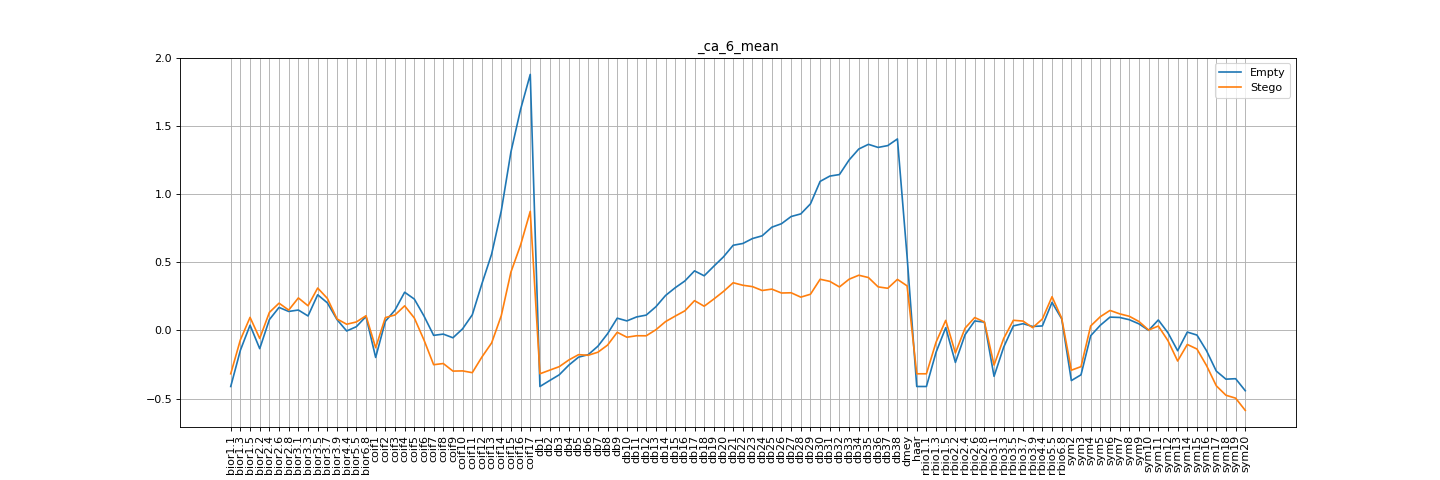 _ca_6_mean
Empty
Stego
2.0
1.5
1.0
0.5
0.0
−0.5
bior1.1
bior1.3
bior1.5
bior2.2
bior2.4
bior2.6
bior2.8
bior3.1
bior3.3
bior3.5
bior3.7
bior3.9
bior4.4
bior5.5
bior6.8
coif1
coif2
coif3
coif4
coif5
coif6
coif7
coif8
coif9
coif10
coif11
coif12
coif13
coif14
coif15
coif16
coif17
db1
db2
db3
db4
db5
db6
db7
db8
db9
db10
db11
db12
db13
db14
db15
db16
db17
db18
db19
db20
db21
db22
db23
db24
db25
db26
db27
db28
db29
db30
db31
db32
db33
db34
db35
db36
db37
db38
dmey
haar
rbio1.1
rbio1.3
rbio1.5
rbio2.2
rbio2.4
rbio2.6
rbio2.8
rbio3.1
rbio3.3
rbio3.5
rbio3.7
rbio3.9
rbio4.4
rbio5.5
rbio6.8
sym2
sym3
sym4
sym5
sym6
sym7
sym8
sym9
sym10
sym11
sym12
sym13
sym14
sym15
sym16
sym17
sym18
sym19
sym20